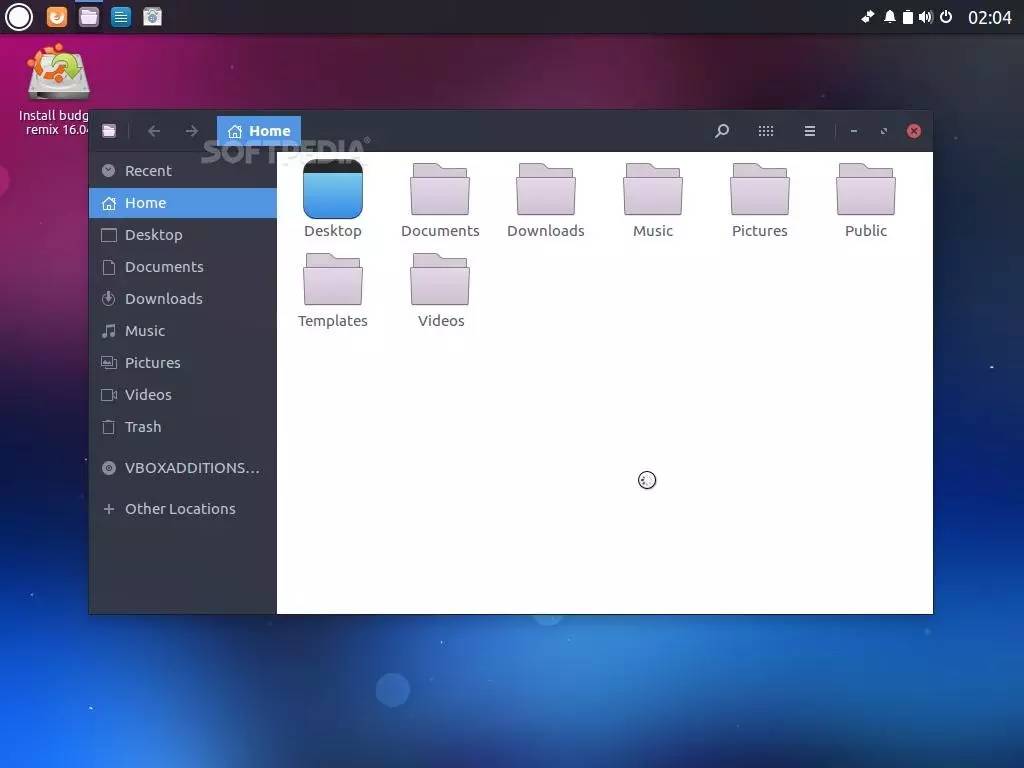 02:04
Install budg
remix 16.04
Home
SOFTPEDIA®
Recent
Home
Desktop
Documents
Downloads
Music
Pictures
Videos
Trash
VBOXADDITIONS...
Other Locations
Desktop
Documents
Downloads
Music
Pictures
Public
Templates
Videos